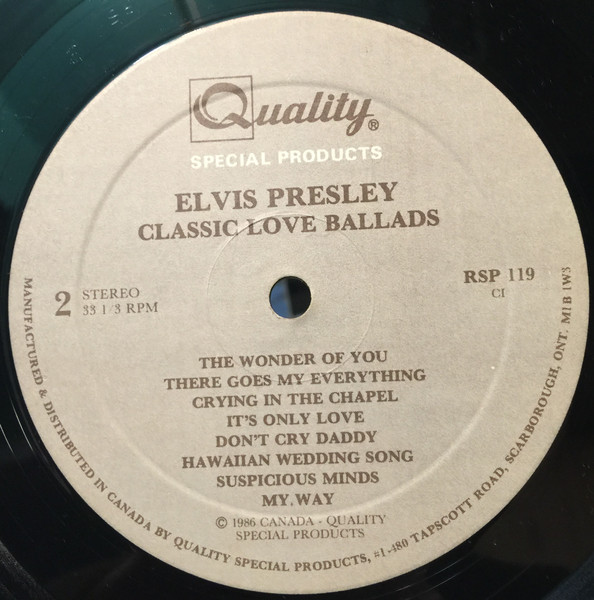 Quality®
SPECIAL PRODUCTS
ELVIS PRESLEY
CLASSIC LOVE BALLADS
2
STEREO
33 1/3 RPM
RSP 119
CI
THE WONDER OF YOU
THERE GOES MY EVERYTHING
CRYING IN THE CHAPEL
IT'S ONLY LOVE
DON'T CRY DADDY
HAWAIIAN WEDDING SONG
SUSPICIOUS MINDS
MY WAY
© 1986 CANADA - QUALITY
SPECIAL PRODUCTS
MANUFACTURED & DISTRIBUTED IN CANADA BY QUALITY SPECIAL PRODUCTS, #1-480 TAPSCOTT ROAD, SCARBOROUGH, ONT. M1B 1W3